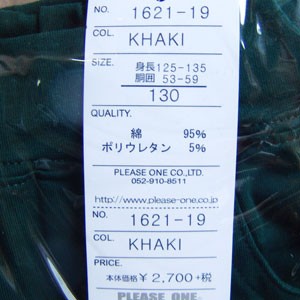 NO. 1621-19
COL. KHAKI
SIZE. 身長125-135
胴囲 53-59
130
QUALITY.
綿 95%
ポリウレタン 5%
PLEASE ONE CO.,LTD.
052-910-8511
http://www.please-one.co.jp
NO. 1621-19
COL. KHAKI
PRICE.
本体価格 ¥ 2,700+税
PLEASE ONE.